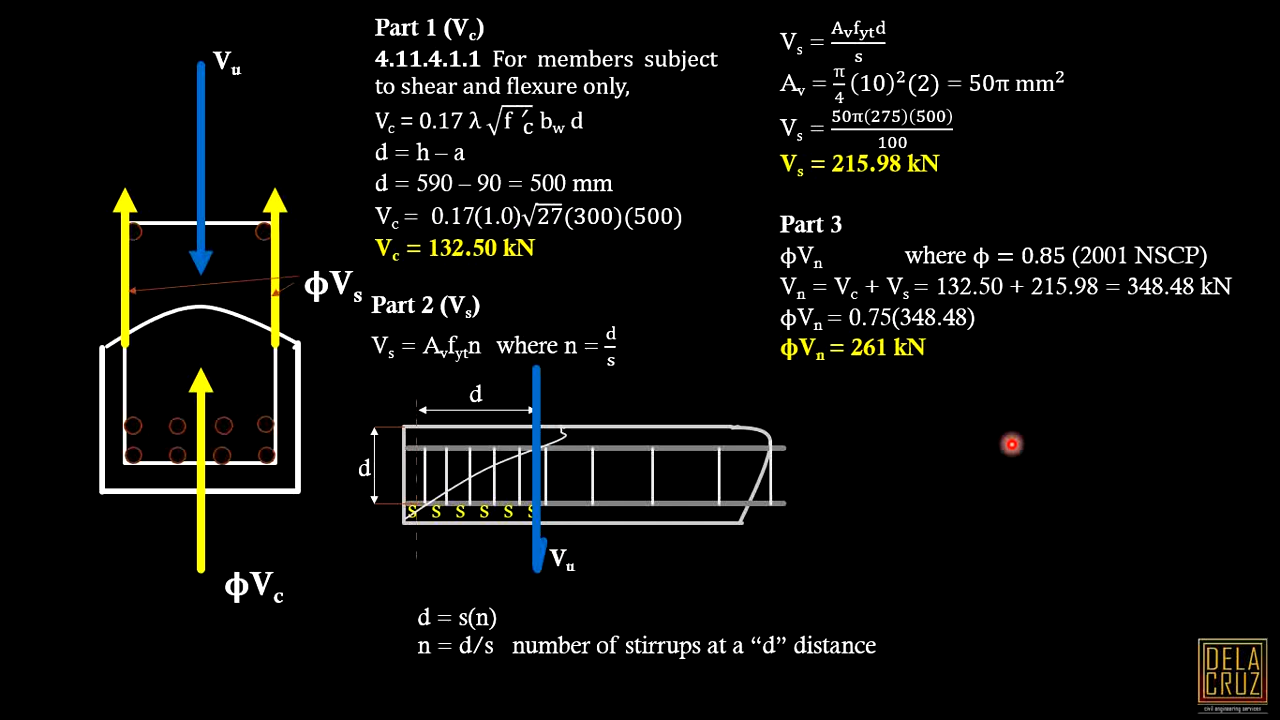 Part 1 (Vc)
4.11.4.1.1 For members subject
to shear and flexure only,
Vc = 0.17 λ √f ′c bw d
d = h – a
d = 590 – 90 = 500 mm
Vc = 0.17(1.0)√27(300)(500)
Vc = 132.50 kN
Part 2 (Vs)
Vs = Avfytn where n = d/s
Vs = Avfytd/s
Av = π/4 (10)²(2) = 50π mm²
Vs = 50π(275)(500)/100
Vs = 215.98 kN
Part 3
ϕVn where ϕ = 0.85 (2001 NSCP)
Vn = Vc + Vs = 132.50 + 215.98 = 348.48 kN
ϕVn = 0.75(348.48)
ϕVn = 261 kN
Vu
ϕVs
ϕVc
d
d
s s s s s s
Vu
d = s(n)
n = d/s number of stirrups at a “d” distance
DELA
CRUZ
civil engineering services